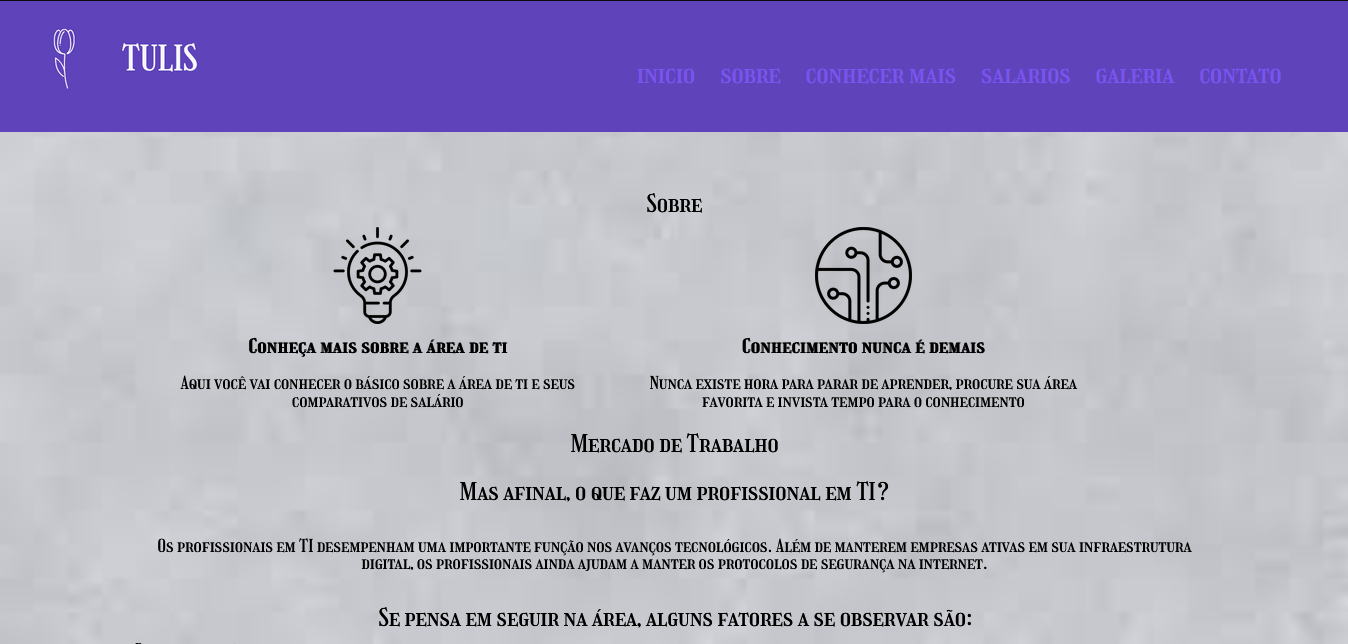 TULIS
INICIO SOBRE CONHECER MAIS SALARIOS GALERIA CONTATO
Sobre
Conheça mais sobre a área de ti
Conhecimento nunca é demais
Aqui você vai conhecer o básico sobre a área de ti e seus
comparativos de salário
Nunca existe hora para parar de aprender, procure sua área
favorita e invista tempo para o conhecimento
Mercado de Trabalho
Mas afinal, o que faz um profissional em TI?
Os profissionais em TI desempenham uma importante função nos avanços tecnológicos. Além de manterem empresas ativas em sua infraestrutura
digital, os profissionais ainda ajudam a manter os protocolos de segurança na internet.
Se pensa em seguir na área, alguns fatores a se observar são: